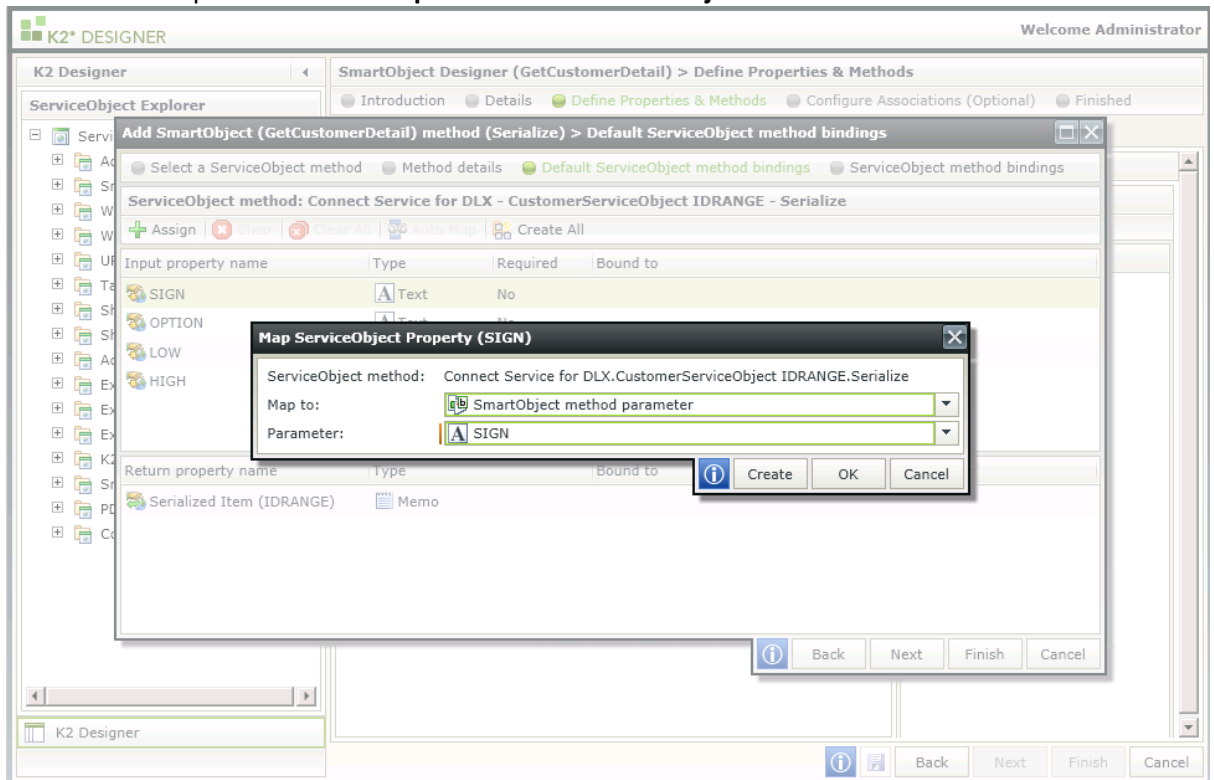 K2* DESIGNER
Welcome Administrator
K2 Designer
SmartObject Designer (GetCustomerDetail) > Define Properties & Methods
ServiceObject Explorer
Introduction Details Define Properties & Methods Configure Associations (Optional) Finished
Servi
Add SmartObject (GetCustomerDetail) method (Serialize) > Default ServiceObject method bindings
Select a ServiceObject method Method details Default ServiceObject method bindings ServiceObject method bindings
ServiceObject method: Connect Service for DLX - CustomerServiceObject IDRANGE - Serialize
Assign Clear Clear All Auto Map Create All
Input property name Type Required Bound to
SIGN Text No
OPTION Text No
LOW
HIGH
Map ServiceObject Property (SIGN)
ServiceObject method: Connect Service for DLX.CustomerServiceObject IDRANGE.Serialize
Map to: SmartObject method parameter
Parameter: SIGN
Create OK Cancel
Return property name Type Bound to
Serialized Item (IDRANGE) Memo
Back Next Finish Cancel
K2 Designer
Back Next Finish Cancel